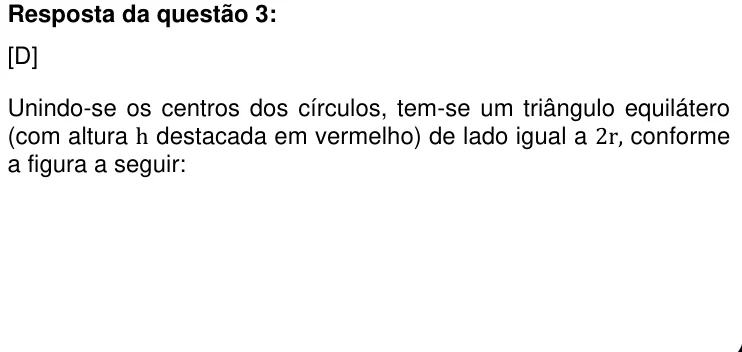 Resposta da questão 3:
[D]
Unindo-se os centros dos círculos, tem-se um triângulo equilátero
(com altura h destacada em vermelho) de lado igual a 2r, conforme
a figura a seguir: